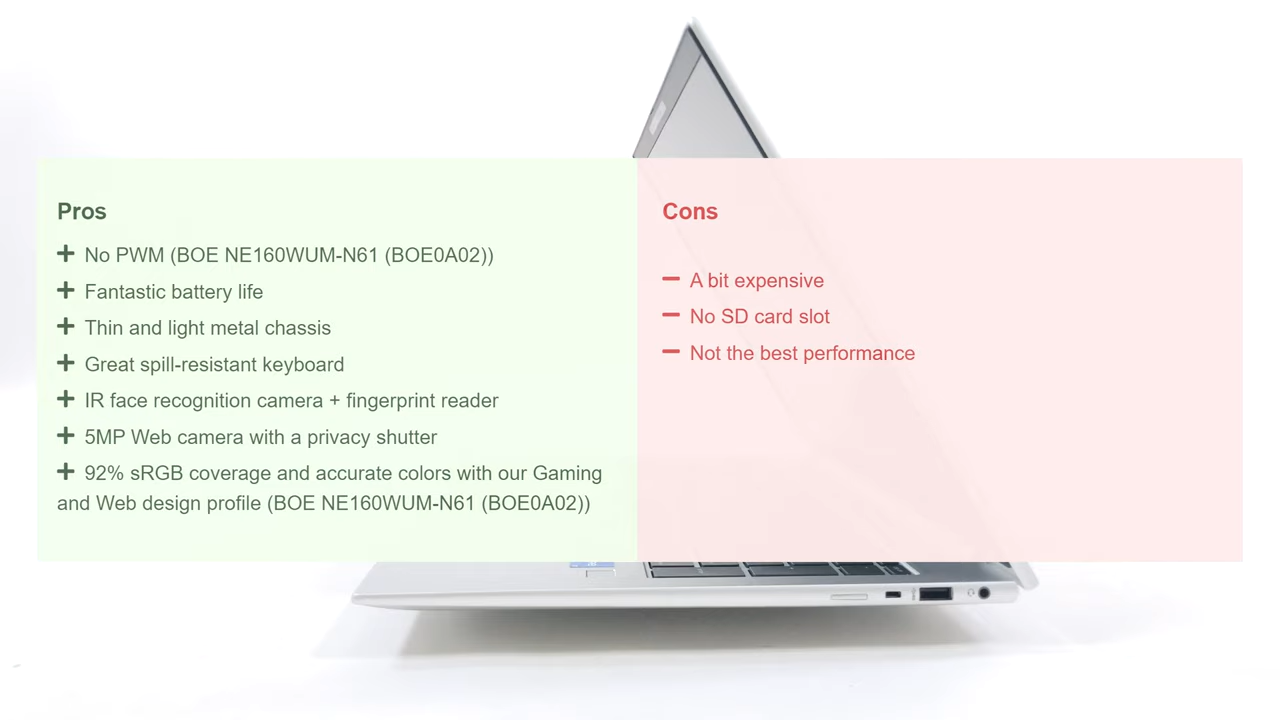 Pros
No PWM (BOE NE160WUM-N61 (BOE0A02))
Fantastic battery life
Thin and light metal chassis
Great spill-resistant keyboard
IR face recognition camera + fingerprint reader
5MP Web camera with a privacy shutter
92% sRGB coverage and accurate colors with our Gaming
and Web design profile (BOE NE160WUM-N61 (BOE0A02))
Cons
A bit expensive
No SD card slot
Not the best performance